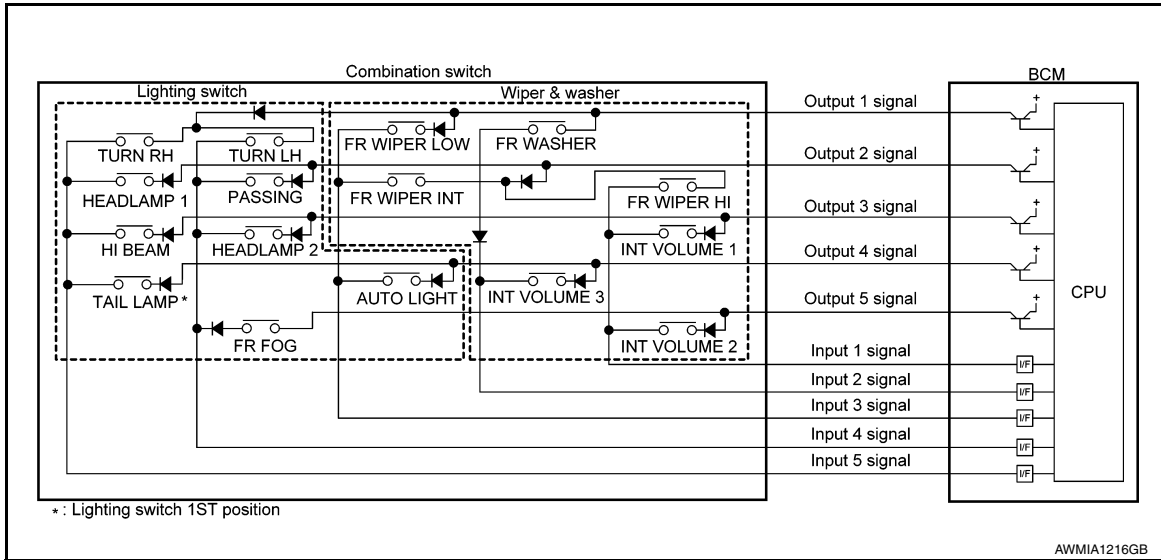 Combination switch
BCM
Lighting switch
Wiper & washer
Output 1 signal
+
TURN RH
TURN LH
FR WIPER LOW
FR WASHER
Output 2 signal
+
HEADLAMP 1
PASSING
FR WIPER INT
FR WIPER HI
Output 3 signal
+
HI BEAM
HEADLAMP 2
INT VOLUME 1
Output 4 signal
+
TAIL LAMP *
AUTO LIGHT
INT VOLUME 3
CPU
Output 5 signal
+
FR FOG
INT VOLUME 2
Input 1 signal
I/F
Input 2 signal
I/F
Input 3 signal
I/F
Input 4 signal
I/F
Input 5 signal
I/F
* : Lighting switch 1ST position
AWMIA1216GB